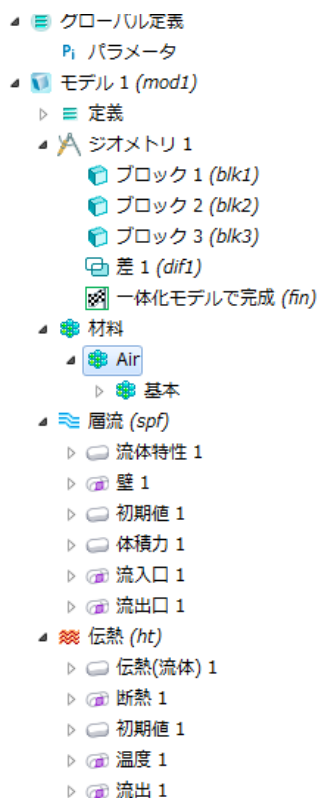 グローバル定義
Pi パラメータ
モデル 1 (mod1)
定義
ジオメトリ 1
ブロック 1 (blk1)
ブロック 2 (blk2)
ブロック 3 (blk3)
差 1 (dif1)
一体化モデルで完成 (fin)
材料
Air
基本
層流 (spf)
流体特性 1
壁 1
初期値 1
体積力 1
流入口 1
流出口 1
伝熱 (ht)
伝熱(流体) 1
断熱 1
初期値 1
温度 1
流出 1